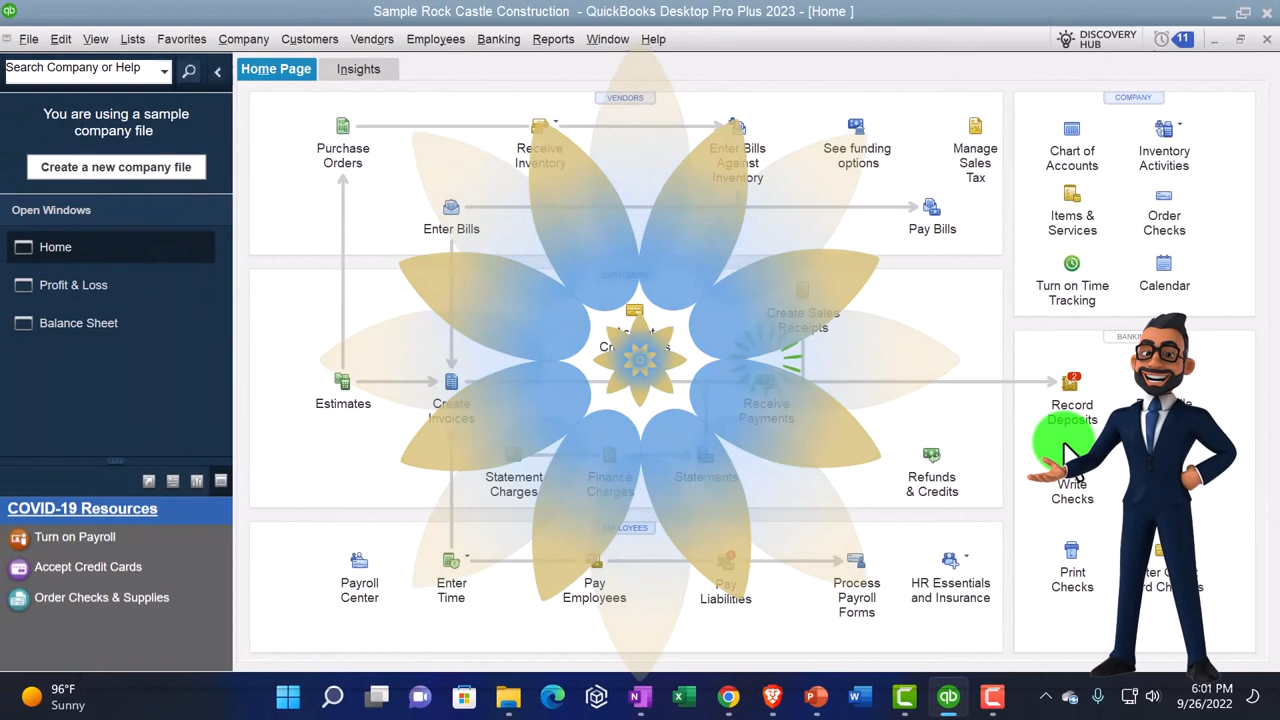 Sample Rock Castle Construction - QuickBooks Desktop Pro Plus 2023 - [Home ]
File Edit View Lists Favorites Company Customers Vendors Employees Banking Reports Window Help
DISCOVERY
HUB
11
Search Company or Help
Home Page Insights
You are using a sample
company file
Create a new company file
Open Windows
Home
Profit & Loss
Balance Sheet
COVID-19 Resources
Turn on Payroll
Accept Credit Cards
Order Checks & Supplies
VENDORS
Purchase
Orders
Receive
Inventory
Enter Bills
Against
Inventory
See funding
options
Manage
Sales
Tax
Enter Bills
Pay Bills
CUSTOMERS
Create Sales
Receipts
Estimates
Create
Invoices
Receive
Payments
Statement
Charges
Finance
Charges
Statements
Refunds
& Credits
EMPLOYEES
Payroll
Center
Enter
Time
Pay
Employees
Pay
Liabilities
Process
Payroll
Forms
HR Essentials
and Insurance
COMPANY
Chart of
Accounts
Inventory
Activities
Items &
Services
Order
Checks
Turn on Time
Tracking
Calendar
2
Record
Deposits
Write
Checks
Print
Checks
96°F
Sunny
6:01 PM
9/26/2022